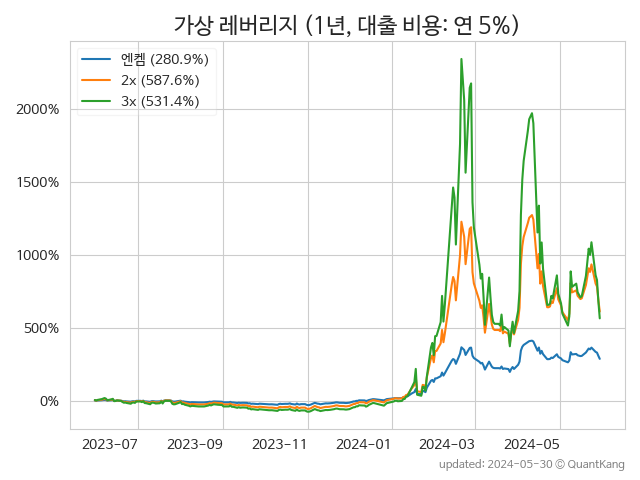 가상 레버리지 (1년, 대출 비용: 연 5%)
엔켐 (280.9%)
2x (587.6%)
3x (531.4%)
2000%
1500%
1000%
500%
0%
2023-07 2023-09 2023-11 2024-01 2024-03 2024-05
updated: 2024-05-30 © QuantKang